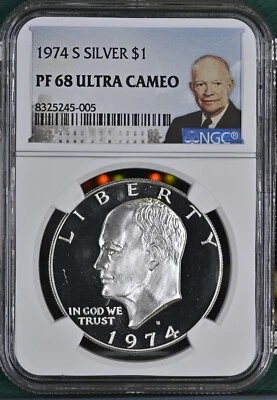 1974 S SILVER $1
PF 68 ULTRA CAMEO
8325245-005
NGC®
LIBERTY
IN GOD WE
TRUST
S
1974